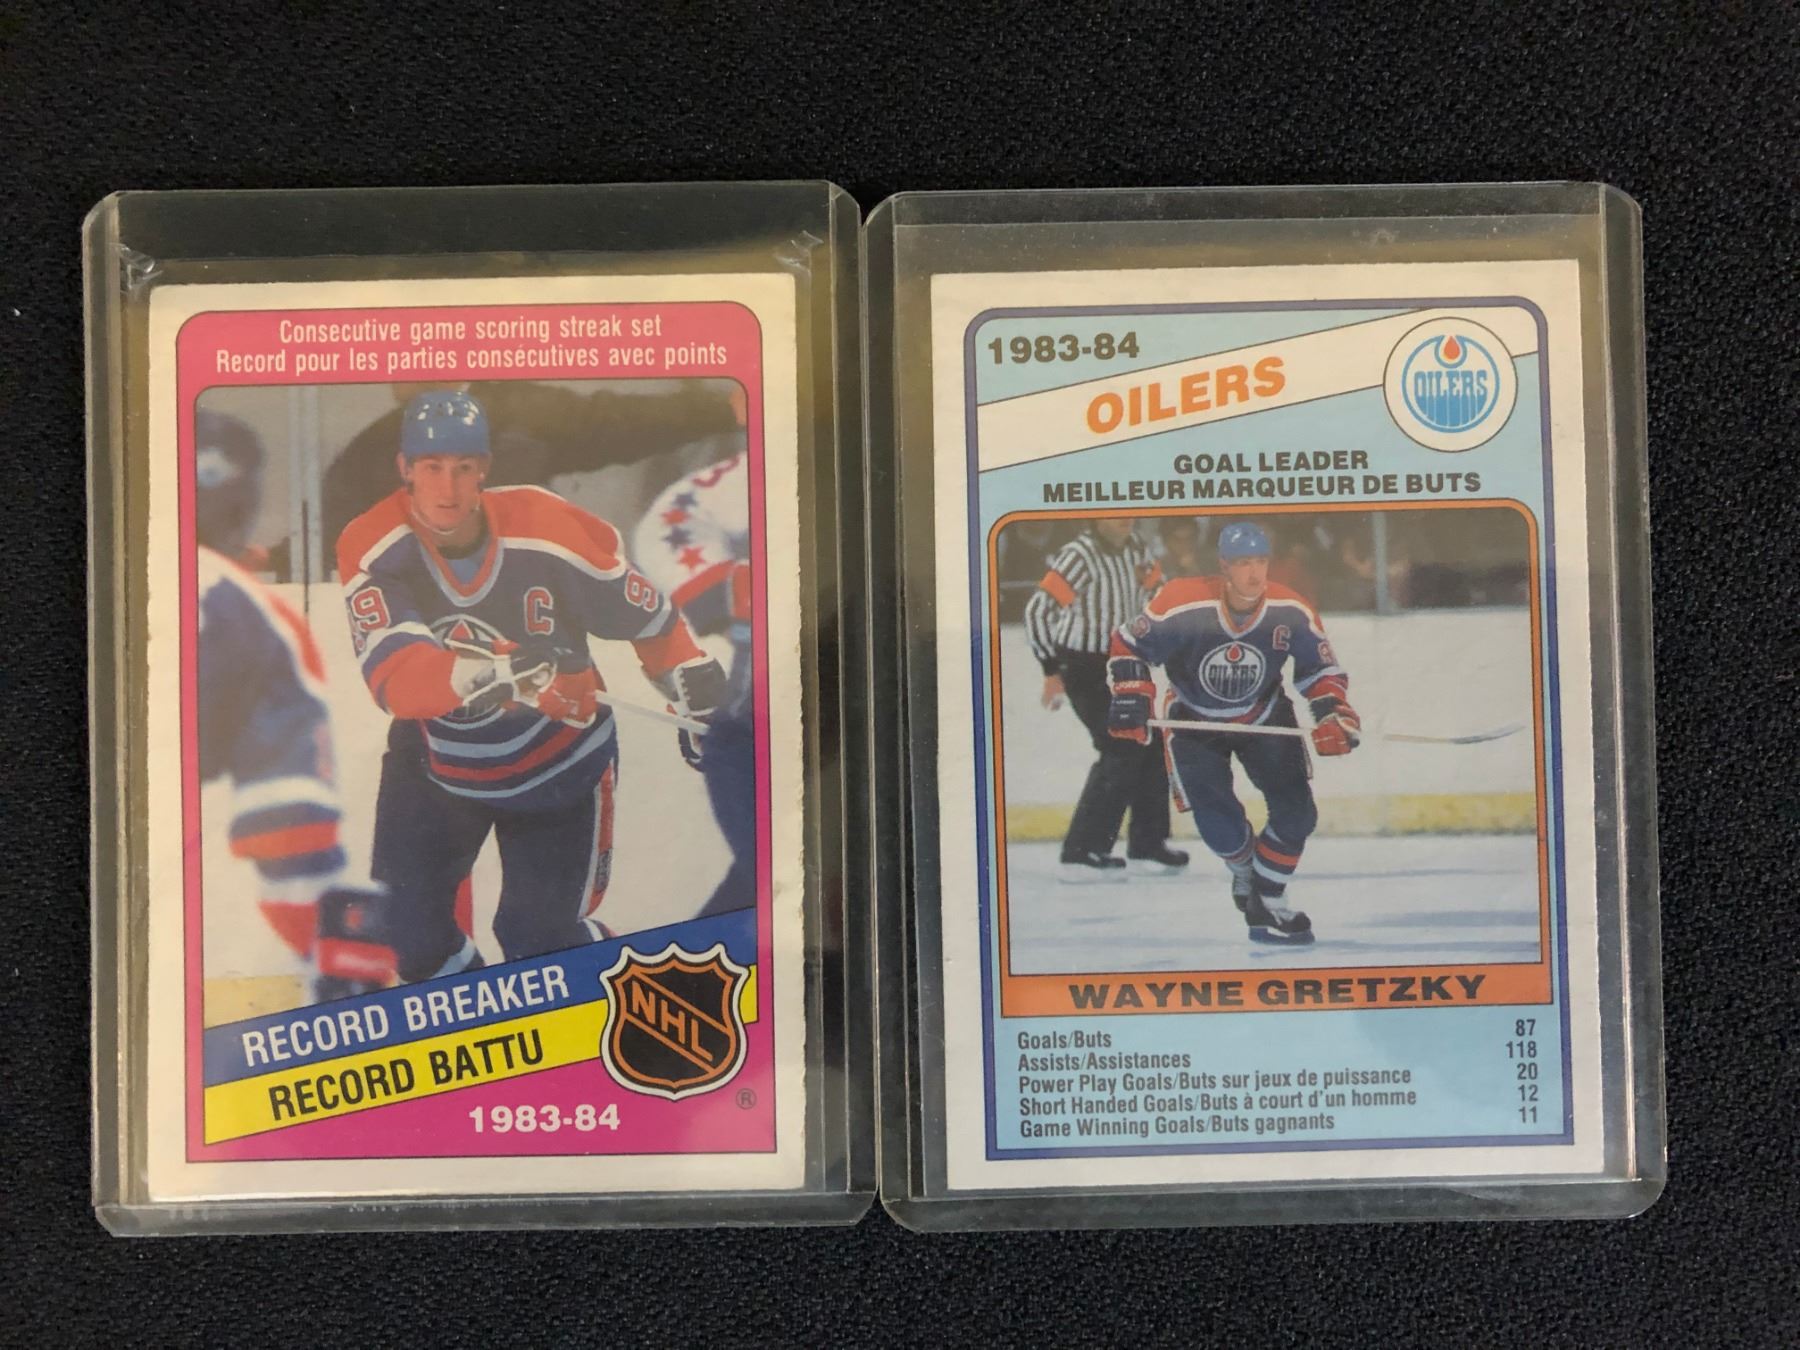 Consecutive game scoring streak set
Record pour les parties consécutives avec points
99
C
9
RECORD BREAKER
RECORD BATTU
NHL
®
1983-84
1983-84
OILERS
OILERS
GOAL LEADER
MEILLEUR MARQUEUR DE BUTS
C
OILERS
WAYNE GRETZKY
Goals/Buts 87
Assists/Assistances 118
Power Play Goals/Buts sur jeux de puissance 20
Short Handed Goals/Buts à court d'un homme 12
Game Winning Goals/Buts gagnants 11